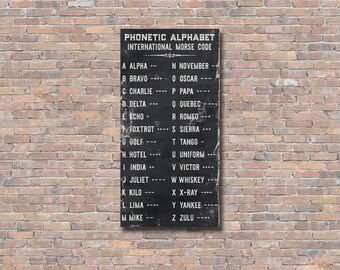 PHONETIC ALPHABET
INTERNATIONAL MORSE CODE
A ALPHA
B BRAVO
C CHARLIE
D DELTA
E ECHO
F FOXTROT
G GOLF
H HOTEL
I INDIA
J JULIET
K KILO
L LIMA
M MIKE
N NOVEMBER
O OSCAR
P PAPA
Q QUEBEC
R ROMEO
S SIERRA
T TANGO
U UNIFORM
V VICTOR
W WHISKEY
X X-RAY
Y YANKEE
Z ZULU